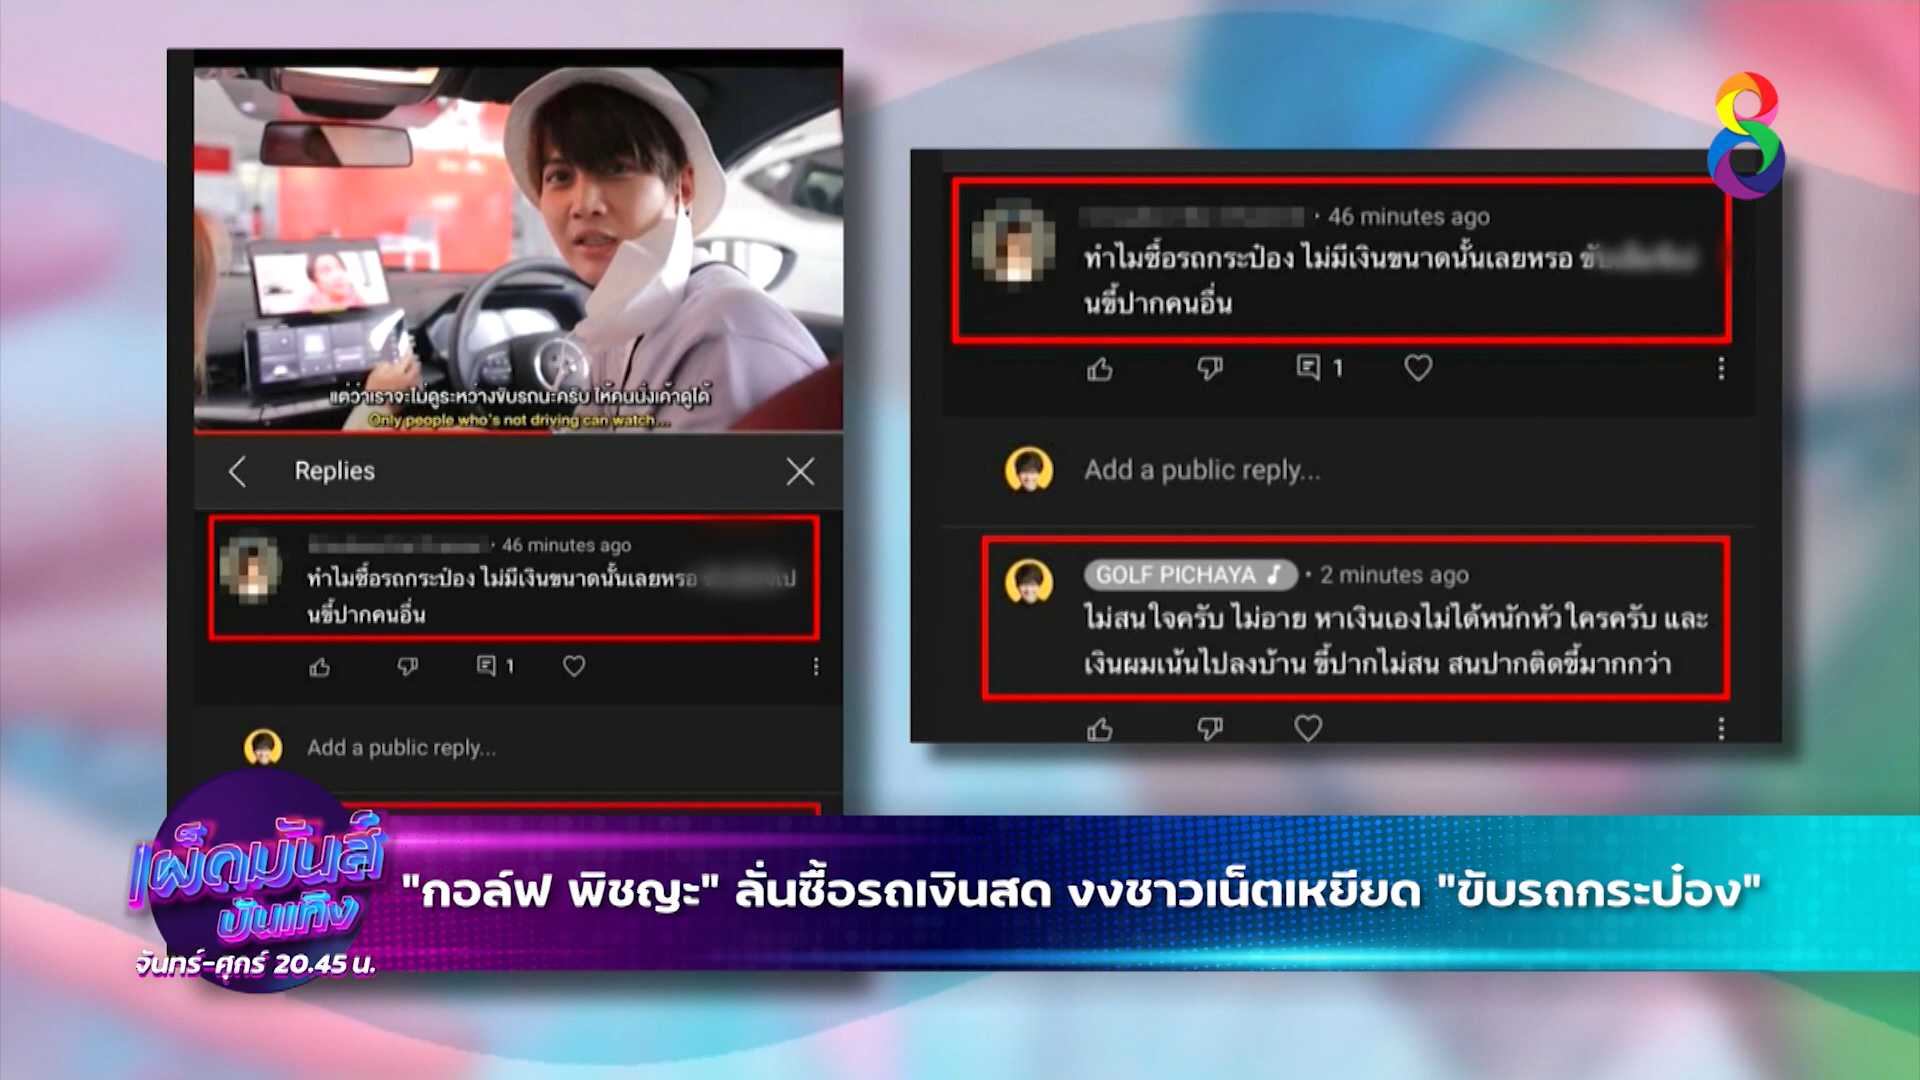 แต่ว่าเราจะไม่ดูระหว่างขับรถนะครับ ให้คนนั่งเค้าดูได้
Only people who's not driving can watch...
Replies
· 46 minutes ago
ทำไมซื้อรถกระป๋อง ไม่มีเงินขนาดนั้นเลยหรอ
นขี้ปากคนอื่น
1
Add a public reply...
8
· 46 minutes ago
ทำไมซื้อรถกระป๋อง ไม่มีเงินขนาดนั้นเลยหรอ
นขี้ปากคนอื่น
1
Add a public reply...
GOLF PICHAYA ♪ · 2 minutes ago
ไม่สนใจครับ ไม่อาย หาเงินเองไม่ได้หนักหัวใครครับ และ
เงินผมเน้นไปลงบ้าน ขี้ปากไม่สน สนปากติดขี้มากกว่า
เผ็ดมันส์
บันเทิง
จันทร์-ศุกร์ 20.45 น.
"กอล์ฟ พิชญะ" ลั่นซื้อรถเงินสด งงชาวเน็ตเหยียด "ขับรถกระป๋อง"